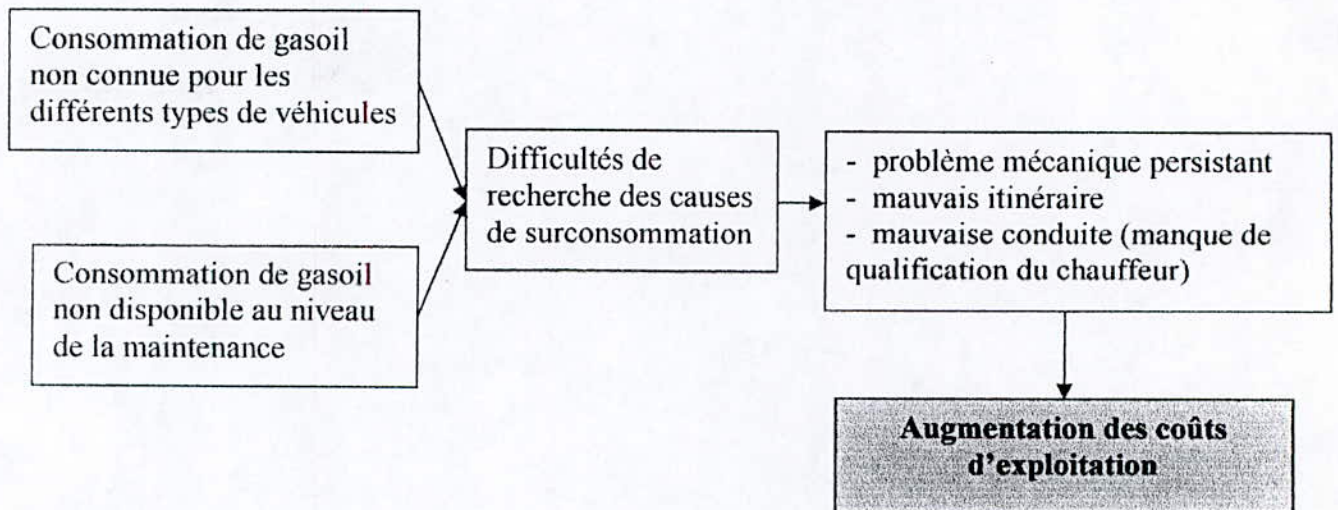 Consommation de gasoil
non connue pour les
différents types de véhicules
Consommation de gasoil
non disponible au niveau
de la maintenance
Difficultés de
recherche des causes
de surconsommation
- problème mécanique persistant
- mauvais itinéraire
- mauvaise conduite (manque de
qualification du chauffeur)
Augmentation des coûts
d'exploitation